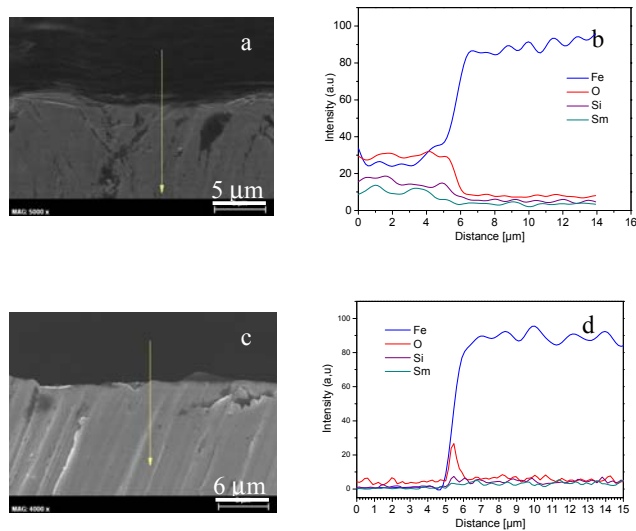 a
5 µm
MAG: 5000 x
b
Intensity (a.u)
100
80
60
40
20
0
Fe
O
Si
Sm
0 2 4 6 8 10 12 14 16
Distance [µm]
c
6 µm
MAG: 4000 x
d
Intensity (a,u)
100
80
60
40
20
0
Fe
O
Si
Sm
0 1 2 3 4 5 6 7 8 9 10 11 12 13 14 15
Distance [µm]